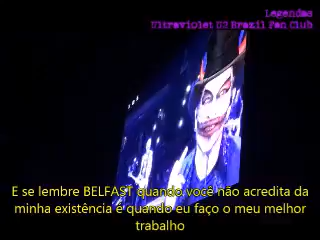 Legendas
Ultraviolet U2 Brazil Fan Club
E se lembre BELFAST quando você não acredita da
minha existência é quando eu faço o meu melhor
trabalho